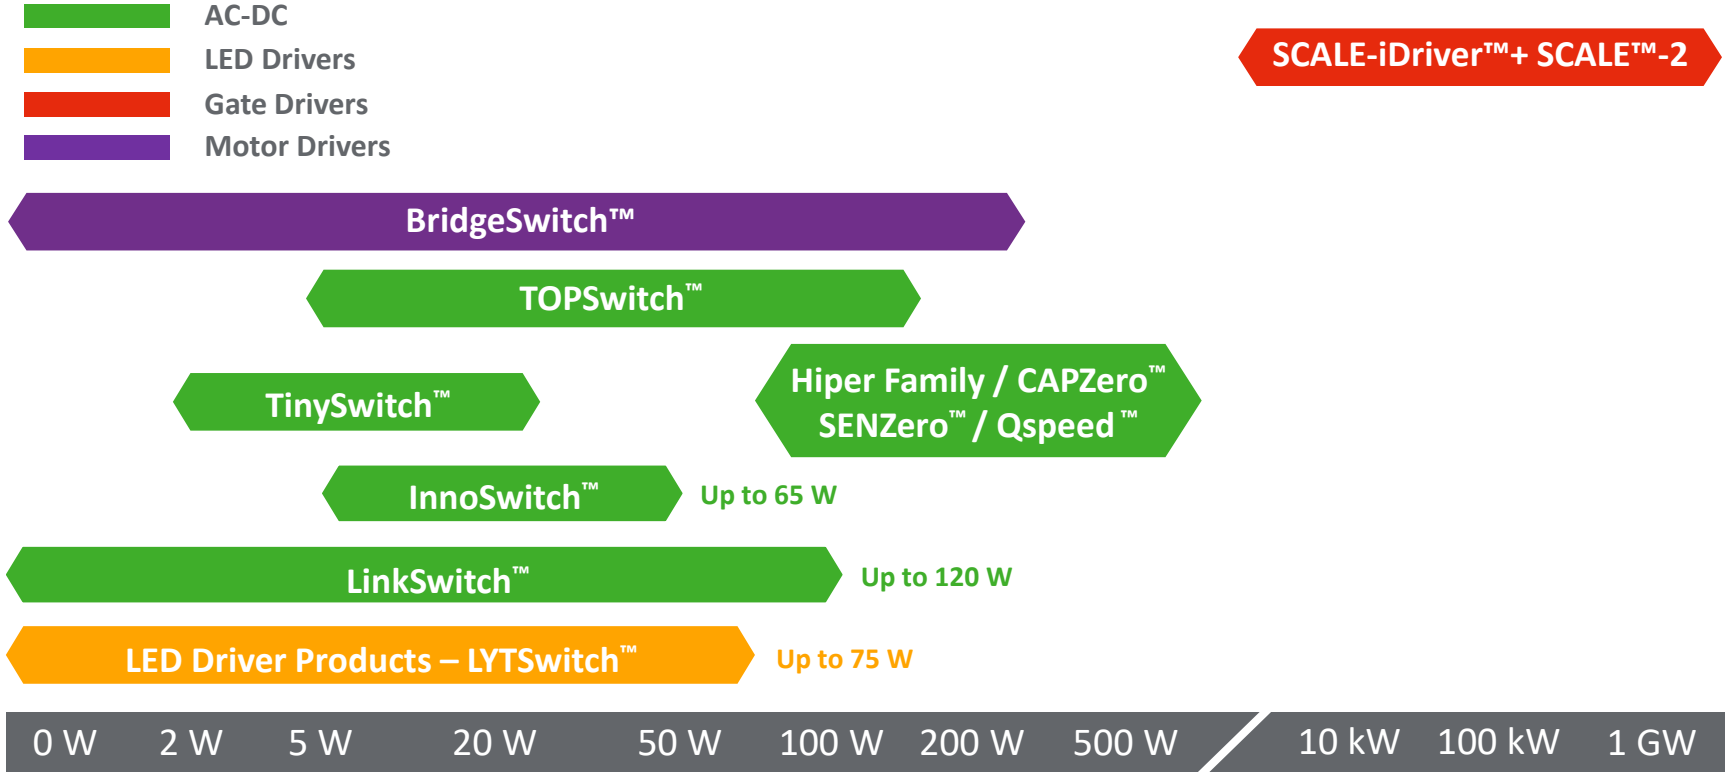 AC-DC
LED Drivers
Gate Drivers
Motor Drivers
SCALE-iDriver™+ SCALE™-2
BridgeSwitch™
TOPSwitch™
Hiper Family / CAPZero™
SENZero™ / Qspeed™
TinySwitch™
InnoSwitch™ Up to 65 W
LinkSwitch™ Up to 120 W
LED Driver Products – LYTSwitch™ Up to 75 W
0 W 2 W 5 W 20 W 50 W 100 W 200 W 500 W 10 kW 100 kW 1 GW